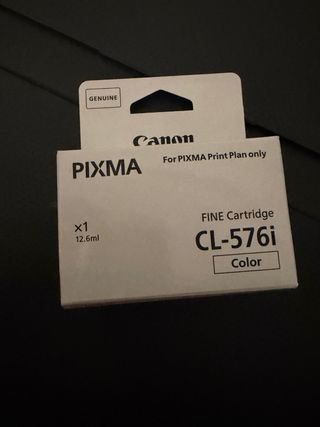 GENUINE
Canon
PIXMA
For PIXMA Print Plan only
x1
12.6ml
FINE Cartridge
CL-576i
Color